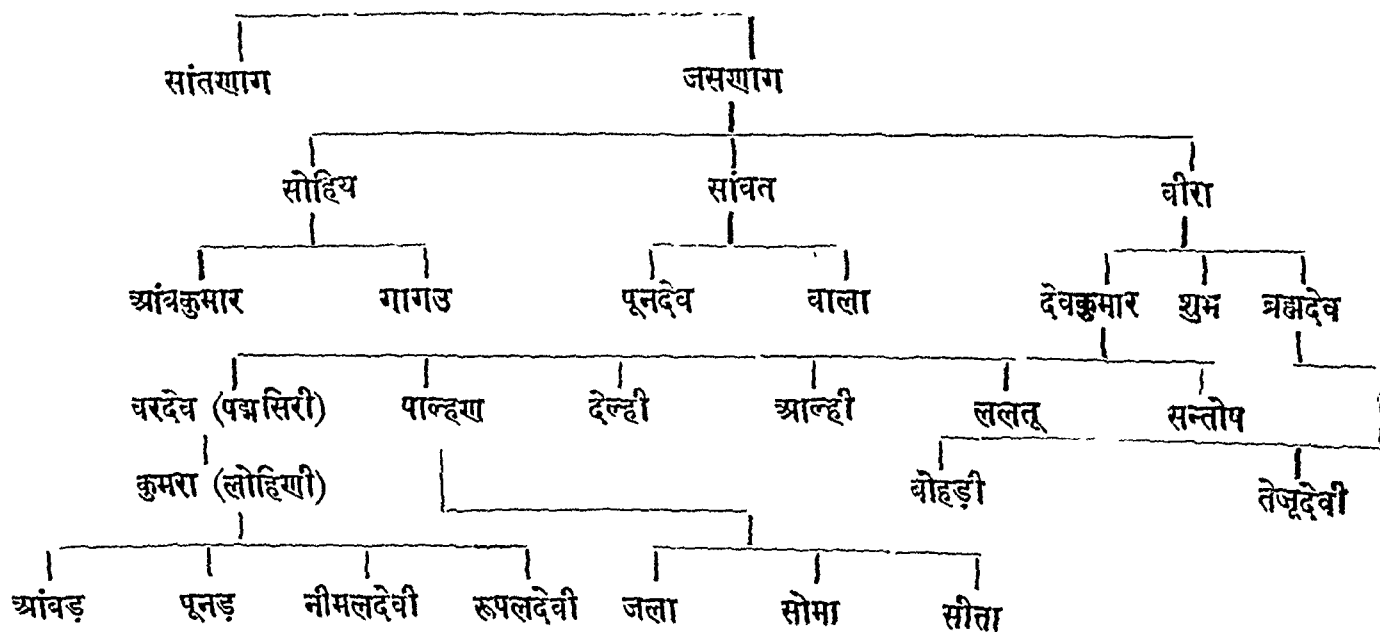 सांतणाग जसणाग
सोहिय सांवत वीरा
आंबकुमार गागउ पूनदेव वाला देवकुमार शुभ ब्रह्मदेव
वरदेव (पद्मसिरी) पाल्हण देल्ही आल्ही ललतू सन्तोप
कुमरा (लोहिणी) वोहड़ी तेजूदेवी
आंवड़ पूनड़ नीमलदेवी रूपलदेवी जला सोमा सीता